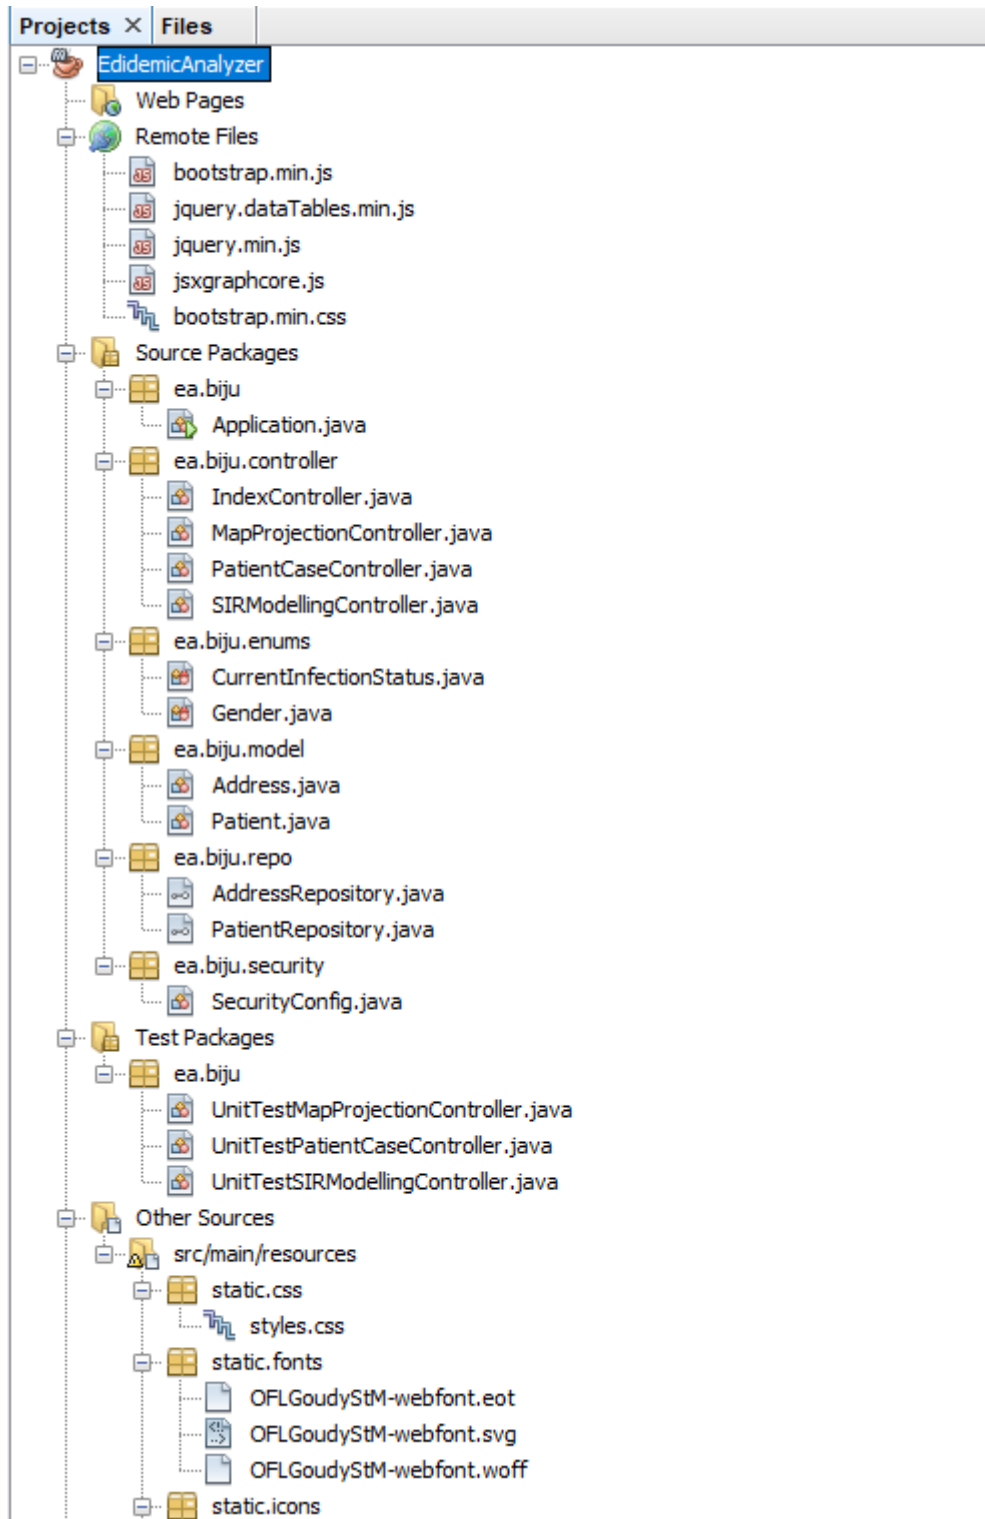 Projects × Files
EdidemicAnalyzer
Web Pages
Remote Files
bootstrap.min.js
jquery.dataTables.min.js
jquery.min.js
jsxgraphcore.js
bootstrap.min.css
Source Packages
ea.biju
Application.java
ea.biju.controller
IndexController.java
MapProjectionController.java
PatientCaseController.java
SIRModellingController.java
ea.biju.enums
CurrentInfectionStatus.java
Gender.java
ea.biju.model
Address.java
Patient.java
ea.biju.repo
AddressRepository.java
PatientRepository.java
ea.biju.security
SecurityConfig.java
Test Packages
ea.biju
UnitTestMapProjectionController.java
UnitTestPatientCaseController.java
UnitTestSIRModellingController.java
Other Sources
src/main/resources
static.css
styles.css
static.fonts
OFLGoudyStM-webfont.eot
OFLGoudyStM-webfont.svg
OFLGoudyStM-webfont.woff
static.icons